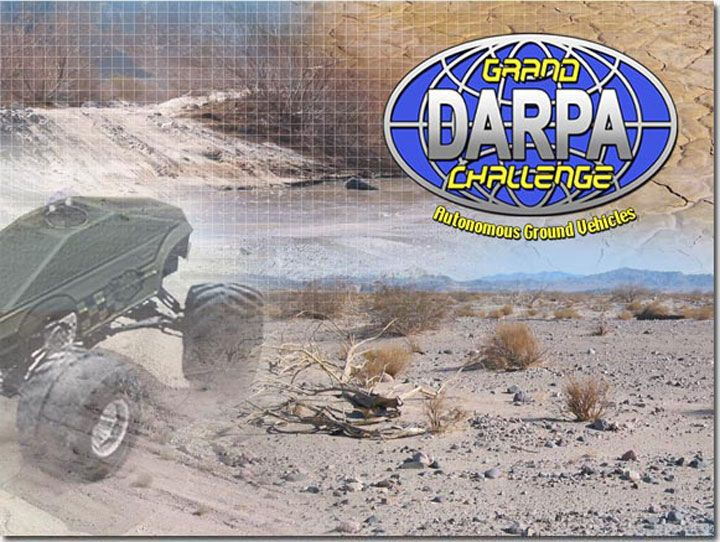 GRAND
DARPA
CHALLENGE
Autonomous Ground Vehicles